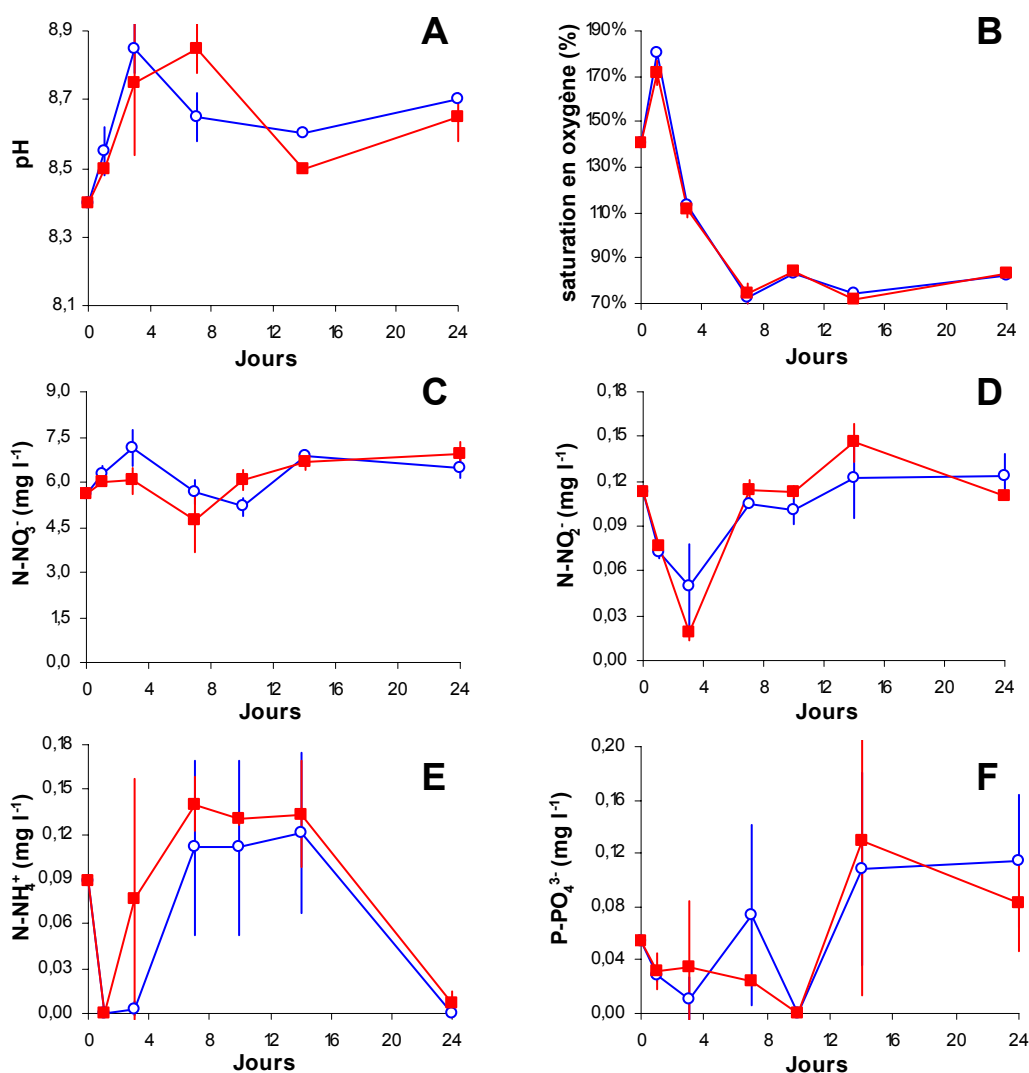 A
pH
8,9
8,7
8,5
8,3
8,1
0 4 8 12 16 20 24
Jours
B
saturation en oxygène (%)
190%
170%
150%
130%
110%
90%
70%
0 4 8 12 16 20 24
Jours
C
N-NO3- (mg l-1)
9,0
7,5
6,0
4,5
3,0
1,5
0,0
0 4 8 12 16 20 24
Jours
D
N-NO2- (mg l-1)
0,18
0,15
0,12
0,09
0,06
0,03
0,00
0 4 8 12 16 20 24
Jours
E
N-NH4+ (mg l-1)
0,18
0,15
0,12
0,09
0,06
0,03
0,00
0 4 8 12 16 20 24
Jours
F
P-PO43- (mg l-1)
0,20
0,16
0,12
0,08
0,04
0,00
0 4 8 12 16 20 24
Jours